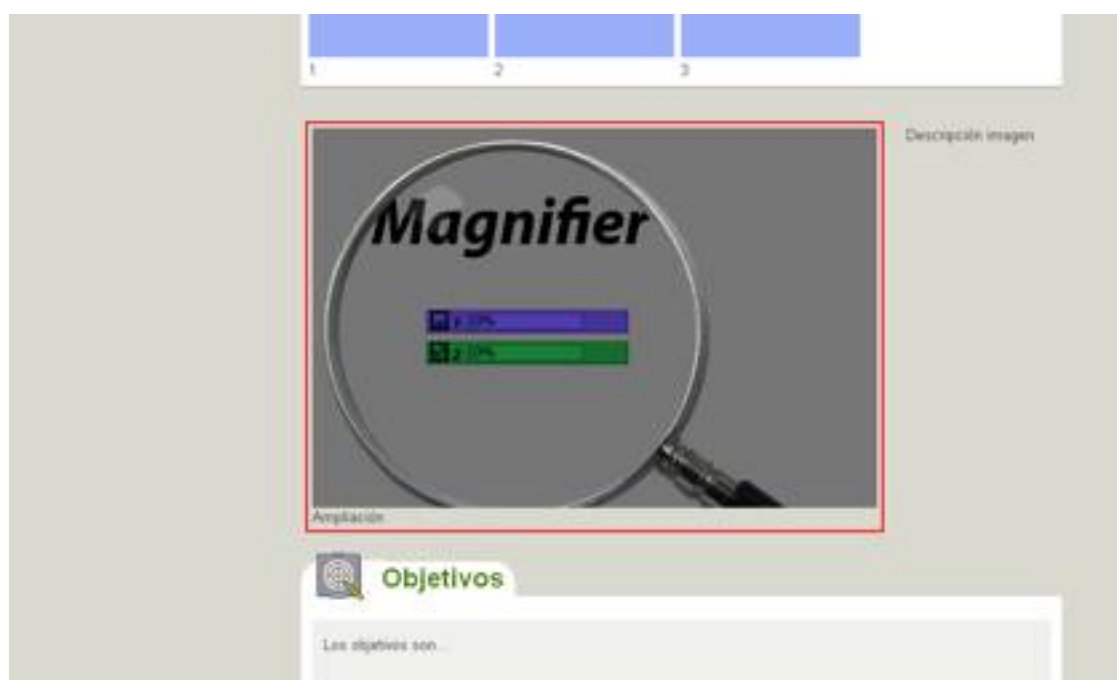 1 2 3
Descripción imagen
Magnifier
Ampliación
Objetivos
Los objetivos son...